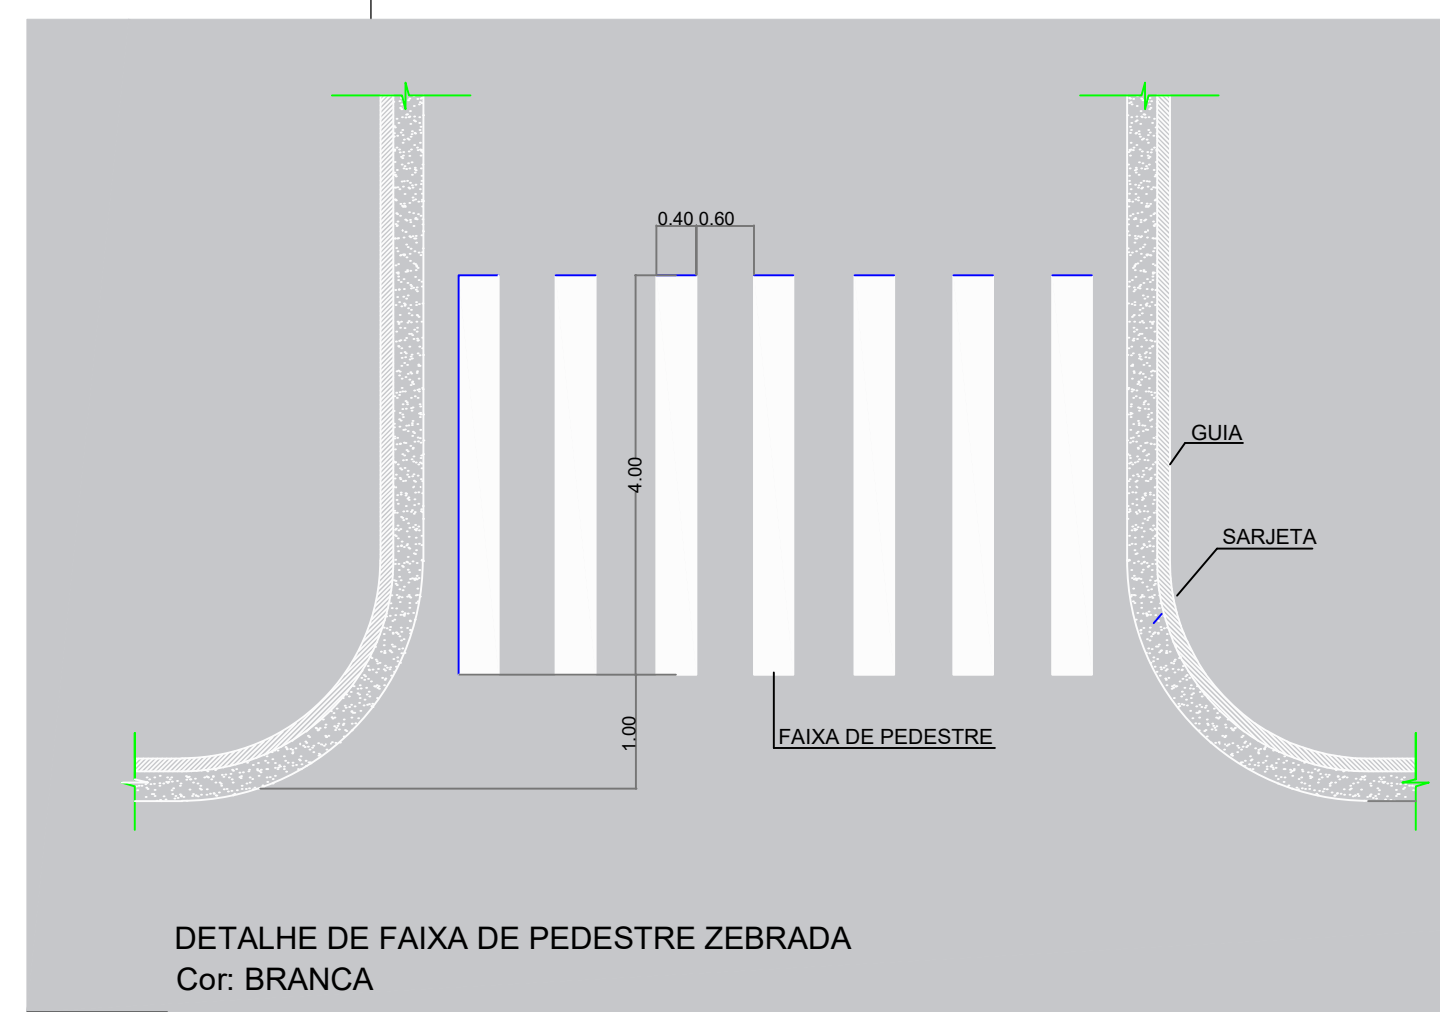 0.40 0.60
GUIA
4.00
SARJETA
1.00
FAIXA DE PEDESTRE
DETALHE DE FAIXA DE PEDESTRE ZEBRADA
Cor: BRANCA